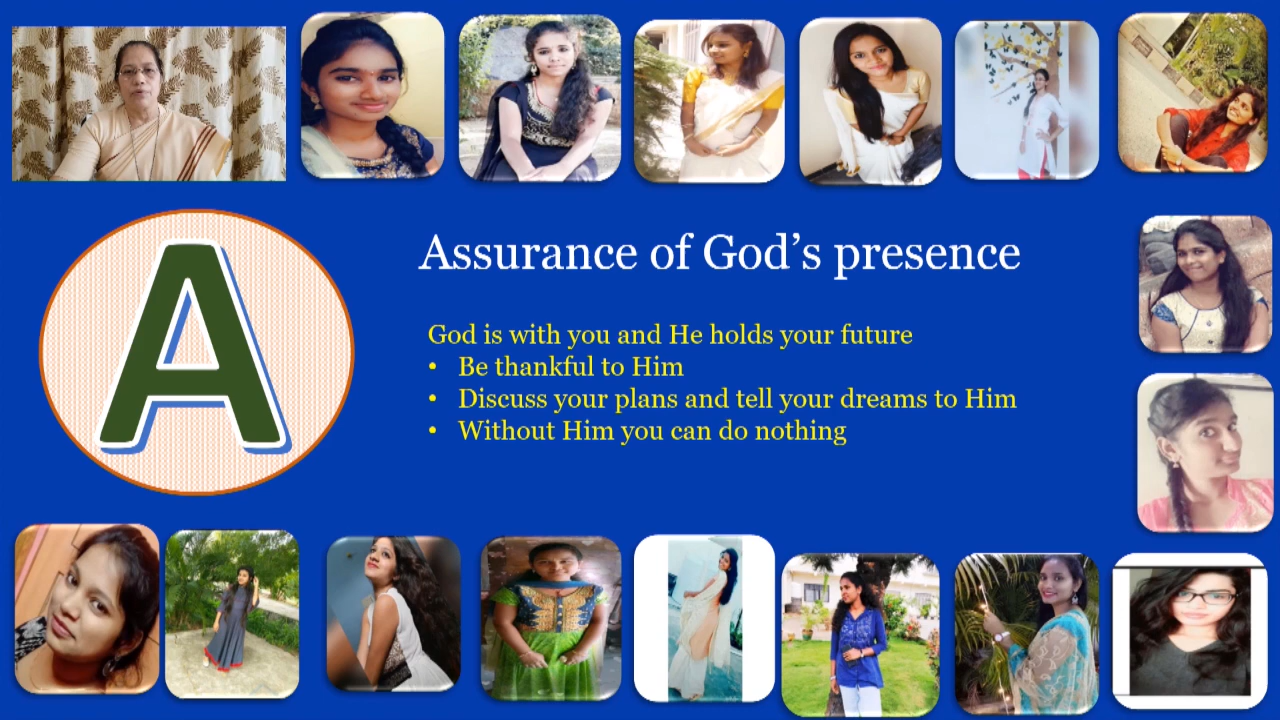 A
Assurance of God’s presence
God is with you and He holds your future
• Be thankful to Him
• Discuss your plans and tell your dreams to Him
• Without Him you can do nothing